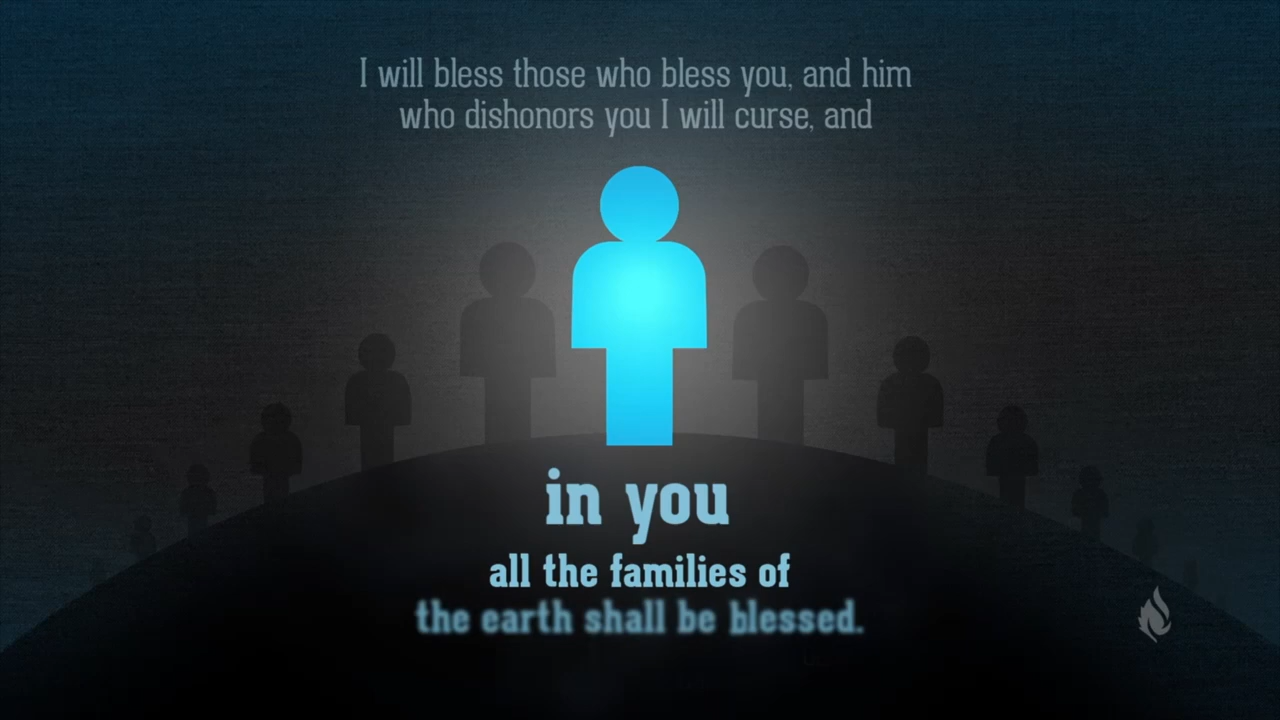 I will bless those who bless you, and him
who dishonors you I will curse, and
in you
all the families of
the earth shall be blessed.